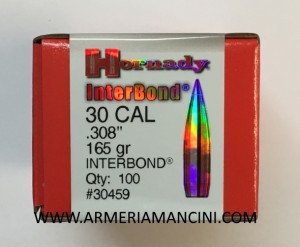 Hornady
InterBond®
30 CAL
.308"
165 gr
INTERBOND®
Qty: 100
#30459
WWW.ARMERIAMANCINI.COM